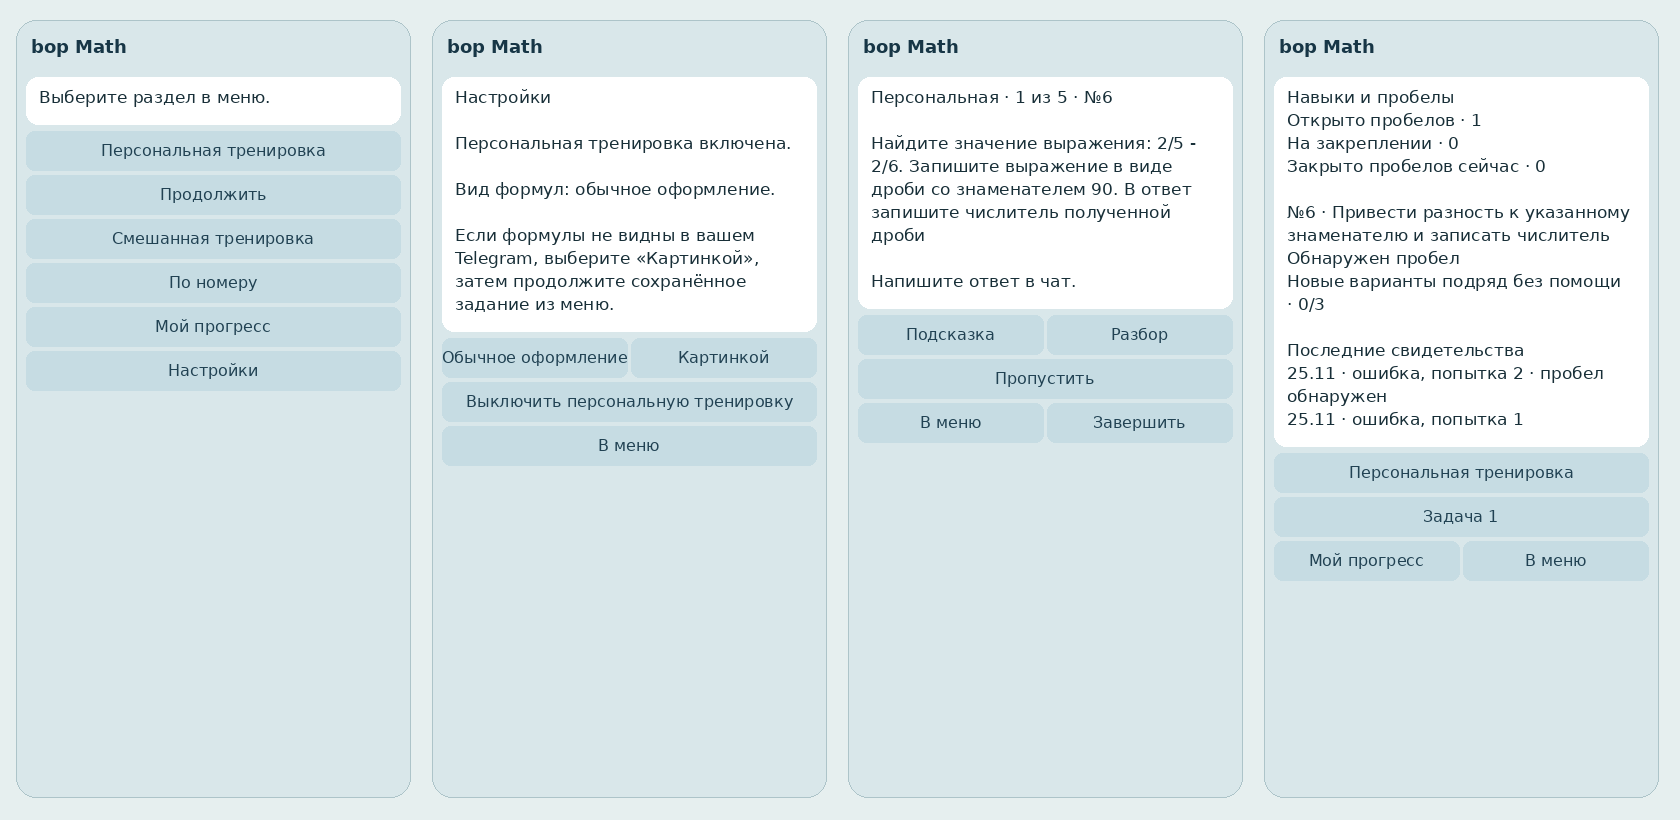 bop Math
Выберите раздел в меню.
Персональная тренировка
Продолжить
Смешанная тренировка
По номеру
Мой прогресс
Настройки
bop Math
Настройки
Персональная тренировка включена.
Вид формул: обычное оформление.
Если формулы не видны в вашем
Telegram, выберите «Картинкой»,
затем продолжите сохранённое
задание из меню.
Обычное оформление
Картинкой
Выключить персональную тренировку
В меню
bop Math
Персональная · 1 из 5 · №6
Найдите значение выражения: 2/5 -
2/6. Запишите выражение в виде
дроби со знаменателем 90. В ответ
запишите числитель полученной
дроби
Напишите ответ в чат.
Подсказка
Разбор
Пропустить
В меню
Завершить
bop Math
Навыки и пробелы
Открыто пробелов · 1
На закреплении · 0
Закрыто пробелов сейчас · 0
№6 · Привести разность к указанному
знаменателю и записать числитель
Обнаружен пробел
Новые варианты подряд без помощи
· 0/3
Последние свидетельства
25.11 · ошибка, попытка 2 · пробел
обнаружен
25.11 · ошибка, попытка 1
Персональная тренировка
Задача 1
Мой прогресс
В меню